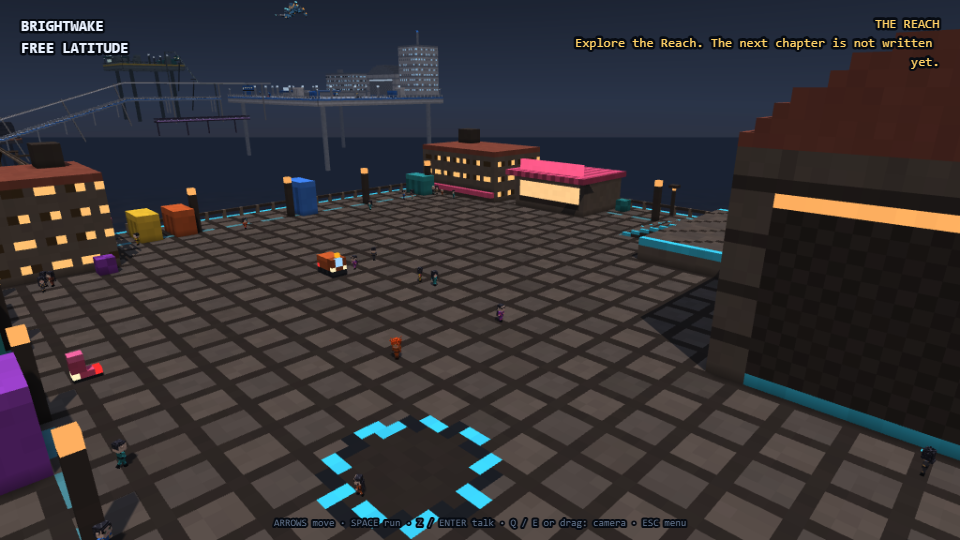 BRIGHTWAKE
FREE LATITUDE
THE REACH
Explore the Reach. The next chapter is not written
yet.
ARROWS move · SPACE run · Z / ENTER talk · Q / E or drag: camera · ESC menu